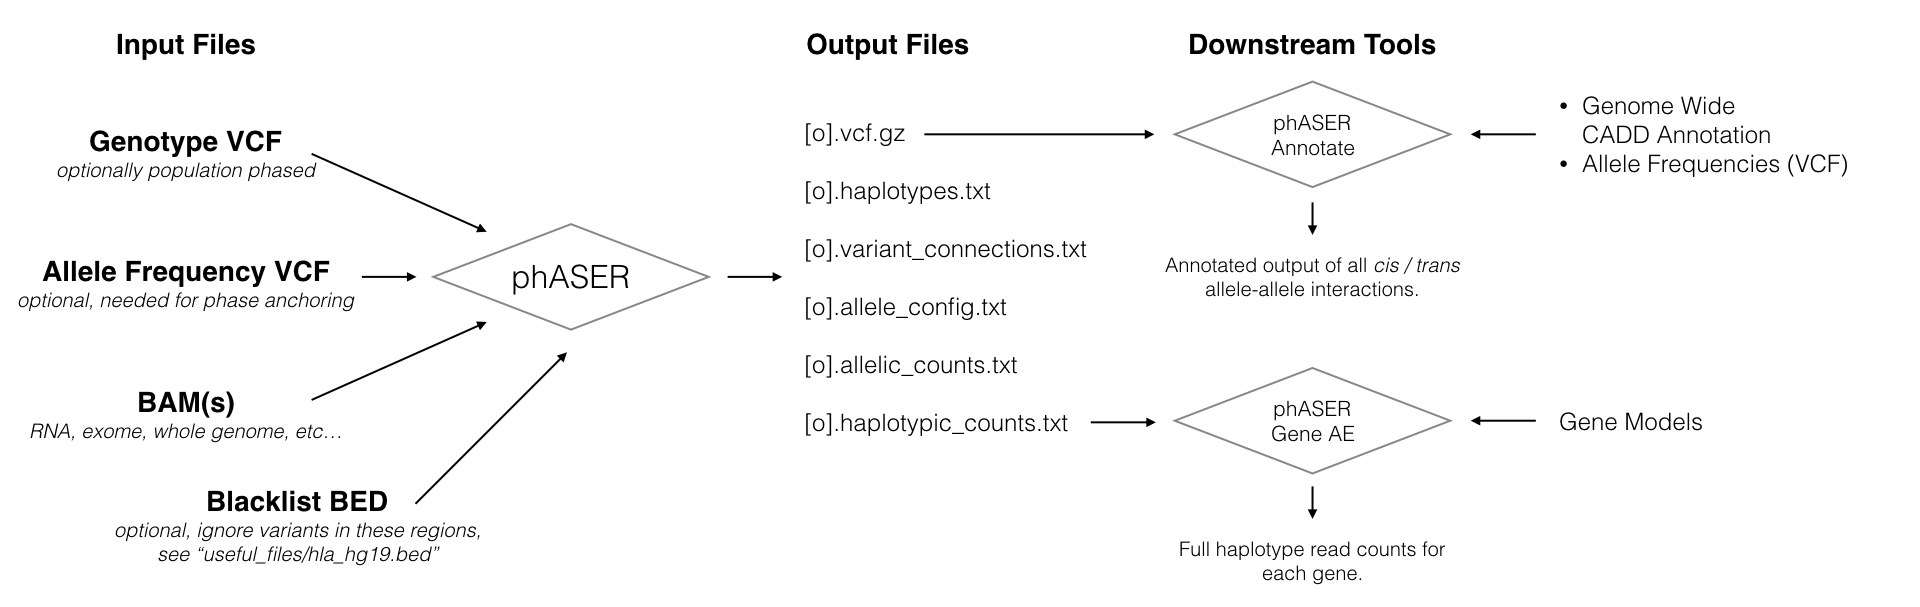 Input Files
Output Files
Downstream Tools
Genotype VCF
optionally population phased
Allele Frequency VCF
optional, needed for phase anchoring
BAM(s)
RNA, exome, whole genome, etc…
Blacklist BED
optional, ignore variants in these regions,
see “useful_files/hla_hg19.bed”
phASER
[o].vcf.gz
[o].haplotypes.txt
[o].variant_connections.txt
[o].allele_config.txt
[o].allelic_counts.txt
[o].haplotypic_counts.txt
phASER
Annotate
• Genome Wide
CADD Annotation
• Allele Frequencies (VCF)
Annotated output of all cis / trans
allele-allele interactions.
phASER
Gene AE
Gene Models
Full haplotype read counts for
each gene.